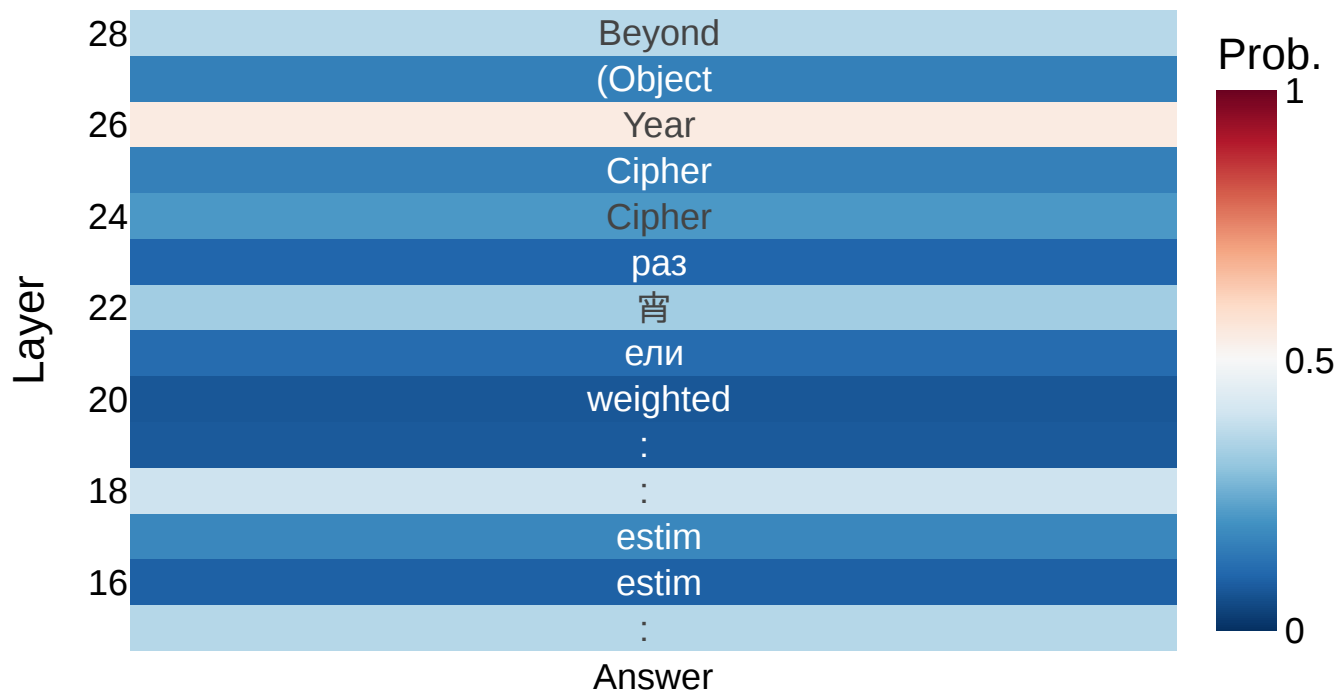 28
Beyond
Prob.
(Object
1
26
Year
Cipher
24
Cipher
раз
Layer
22
宵
ели
0.5
20
weighted
:
18
:
estim
16
estim
:
0
Answer